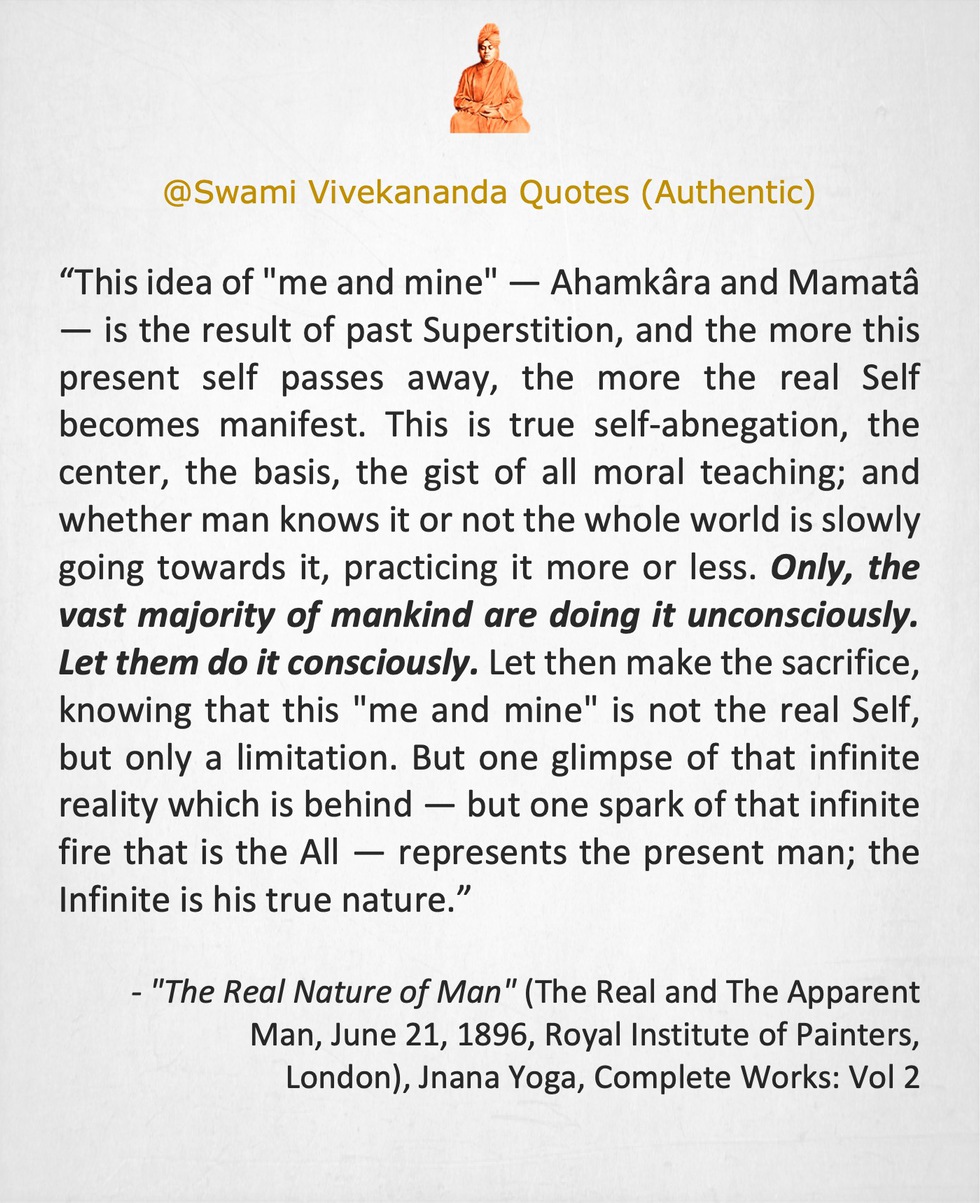 @Swami Vivekananda Quotes (Authentic)
“This idea of "me and mine" — Ahamkâra and Mamatâ
— is the result of past Superstition, and the more this
present self passes away, the more the real Self
becomes manifest. This is true self-abnegation, the
center, the basis, the gist of all moral teaching; and
whether man knows it or not the whole world is slowly
going towards it, practicing it more or less. Only, the
vast majority of mankind are doing it unconsciously.
Let them do it consciously. Let then make the sacrifice,
knowing that this "me and mine" is not the real Self,
but only a limitation. But one glimpse of that infinite
reality which is behind — but one spark of that infinite
fire that is the All — represents the present man; the
Infinite is his true nature.”
- "The Real Nature of Man" (The Real and The Apparent
Man, June 21, 1896, Royal Institute of Painters,
London), Jnana Yoga, Complete Works: Vol 2